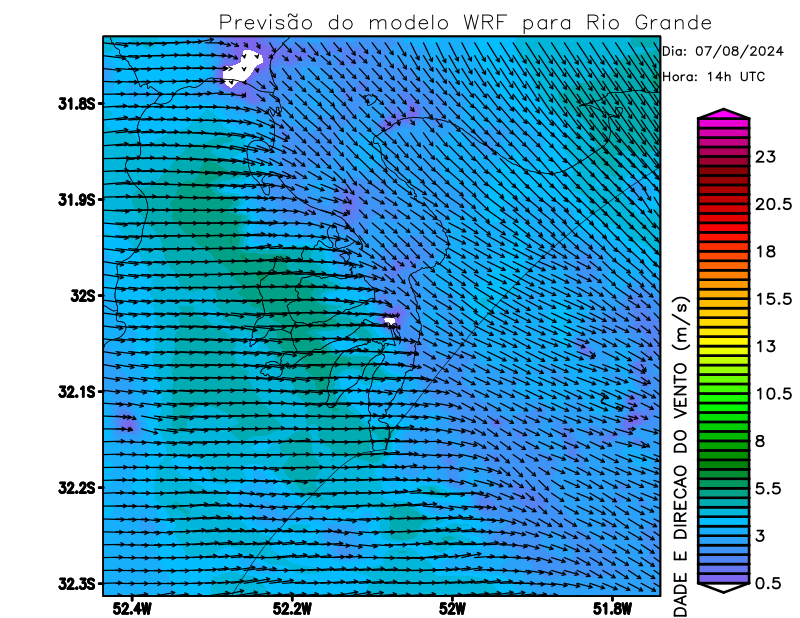 Previsão do modelo WRF para Rio Grande
Dia: 07/08/2024
Hora: 14h UTC
31.8S
31.9S
32S
32.1S
32.2S
32.3S
52.4W
52.2W
52W
51.8W
23
20.5
18
15.5
13
10.5
8
5.5
3
0.5
DADE E DIRECAO DO VENTO (m/s)